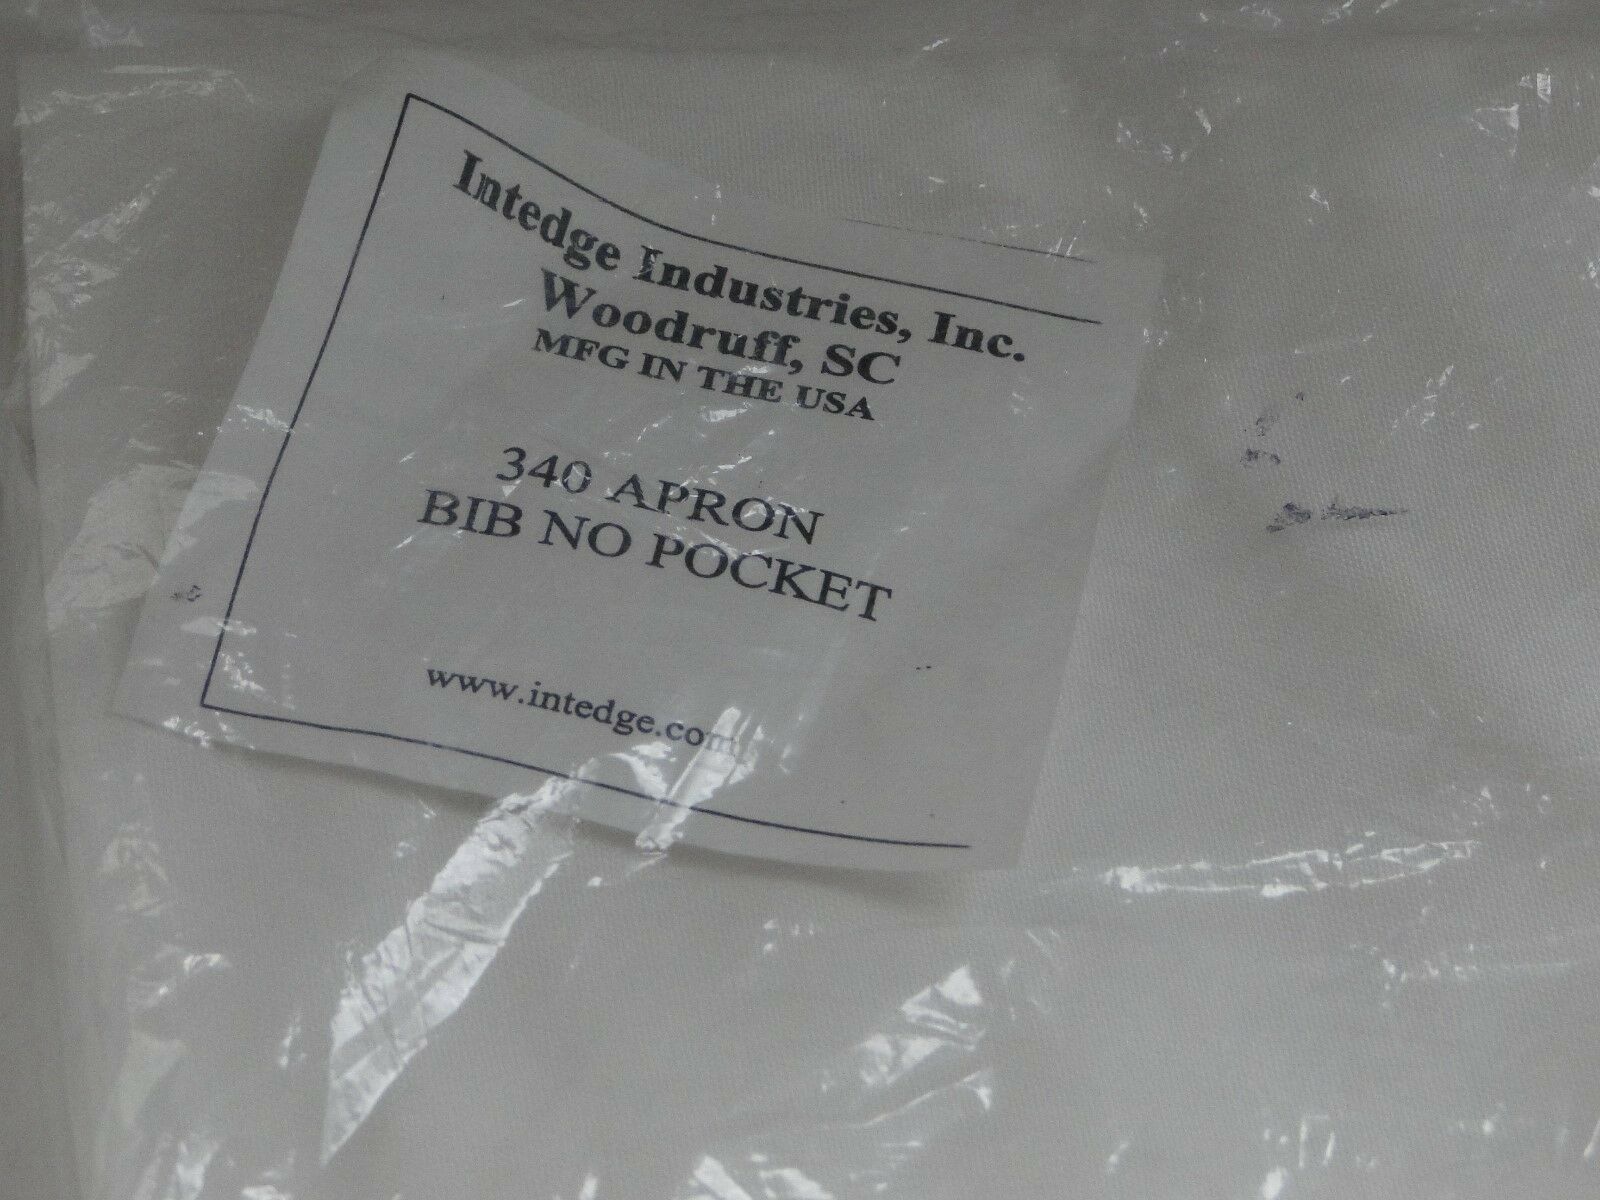 Intedge Industries, Inc.
Woodruff, SC
MFG IN THE USA
340 APRON
BIB NO POCKET
www.intedge.com